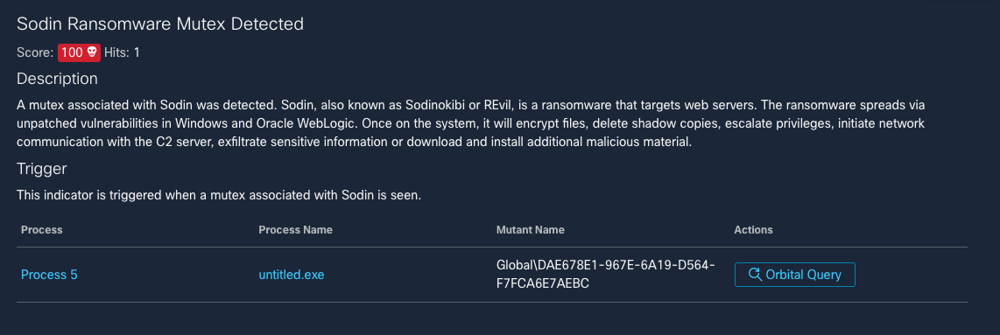 Sodin Ransomware Mutex Detected
Score: 100 Hits: 1
Description
A mutex associated with Sodin was detected. Sodin, also known as Sodinokibi or REvil, is a ransomware that targets web servers. The ransomware spreads via
unpatched vulnerabilities in Windows and Oracle WebLogic. Once on the system, it will encrypt files, delete shadow copies, escalate privileges, initiate network
communication with the C2 server, exfiltrate sensitive information or download and install additional malicious material.
Trigger
This indicator is triggered when a mutex associated with Sodin is seen.
Process Process Name Mutant Name Actions
Process 5 untitled.exe Global\DAE678E1-967E-6A19-D564- Orbital Query
F7FCA6E7AEBC